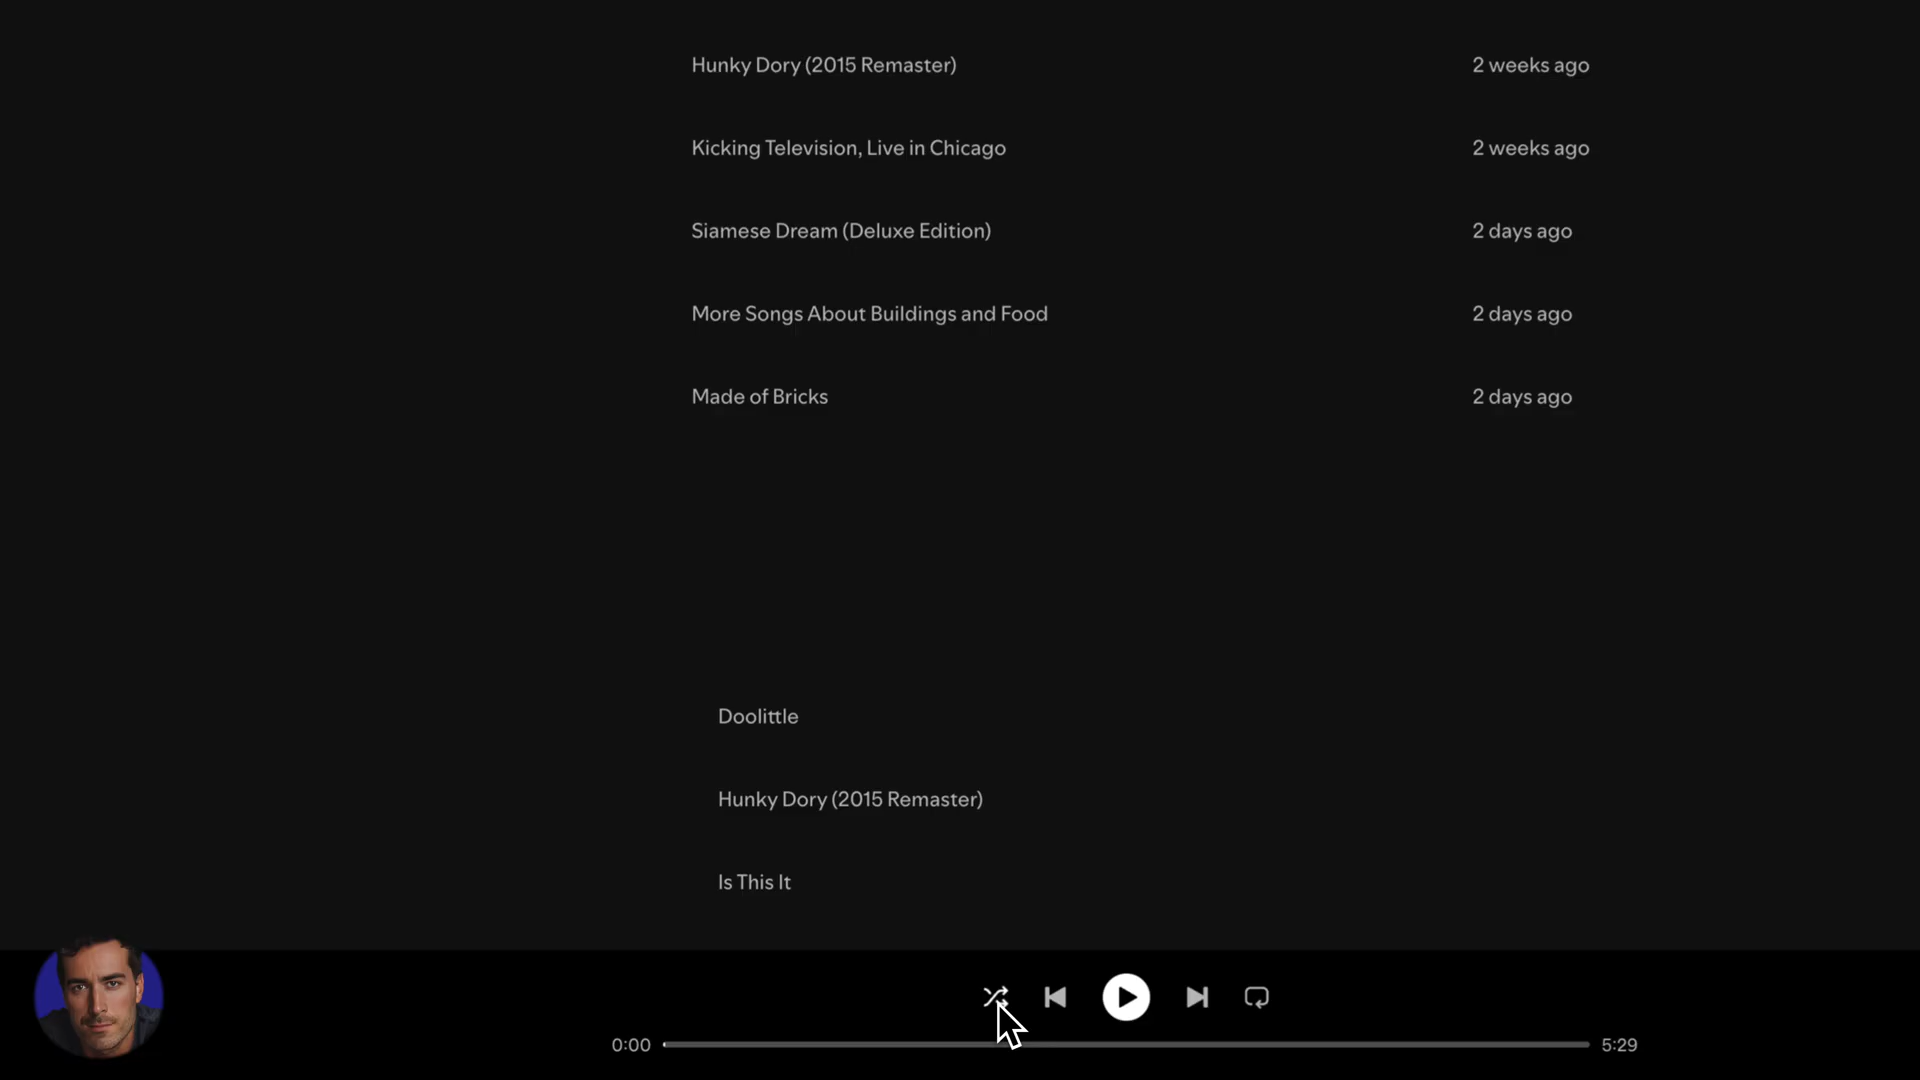 Hunky Dory (2015 Remaster) 2 weeks ago
Kicking Television, Live in Chicago 2 weeks ago
Siamese Dream (Deluxe Edition) 2 days ago
More Songs About Buildings and Food 2 days ago
Made of Bricks 2 days ago
Doolittle
Hunky Dory (2015 Remaster)
Is This It
0:00 5:29